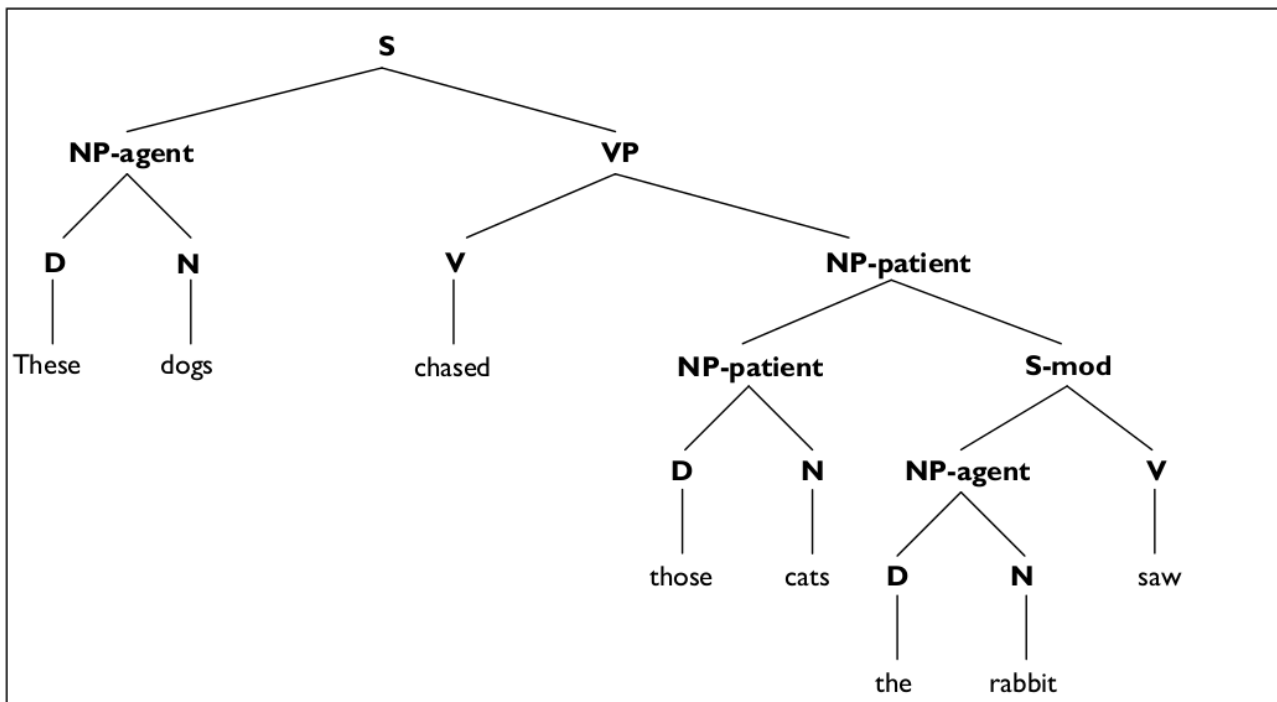 S
NP-agent VP
D N V NP-patient
These dogs chased NP-patient S-mod
D N NP-agent V
those cats D N saw
the rabbit